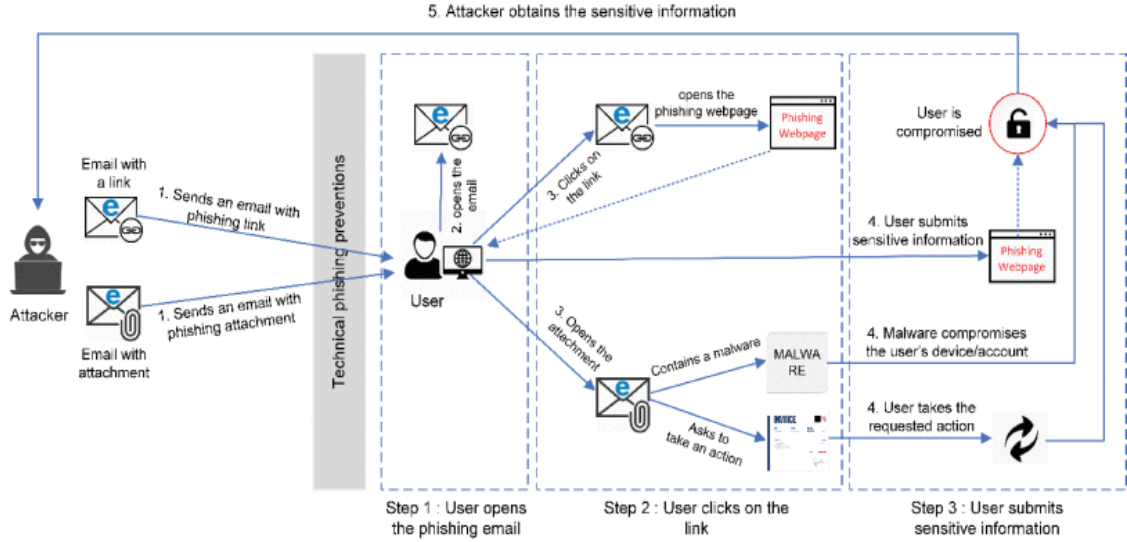 5. Attacker obtains the sensitive information
Email with
a link
1. Sends an email with
phishing link
Attacker
1. Sends an email with
phishing attachment
Email with
attachment
Technical phishing preventions
2. opens the
email
User
3. Clicks on
the link
opens the
phishing webpage
Phishing
Webpage
3. Opens the
attachment
Contains a malware
MALWA
RE
Asks to
take an action
INVOICE
User is
compromised
4. User submits
sensitive information
Phishing
Webpage
4. Malware compromises
the user's device/account
4. User takes the
requested action
Step 1 : User opens
the phishing email
Step 2 : User clicks on the
link
Step 3 : User submits
sensitive information